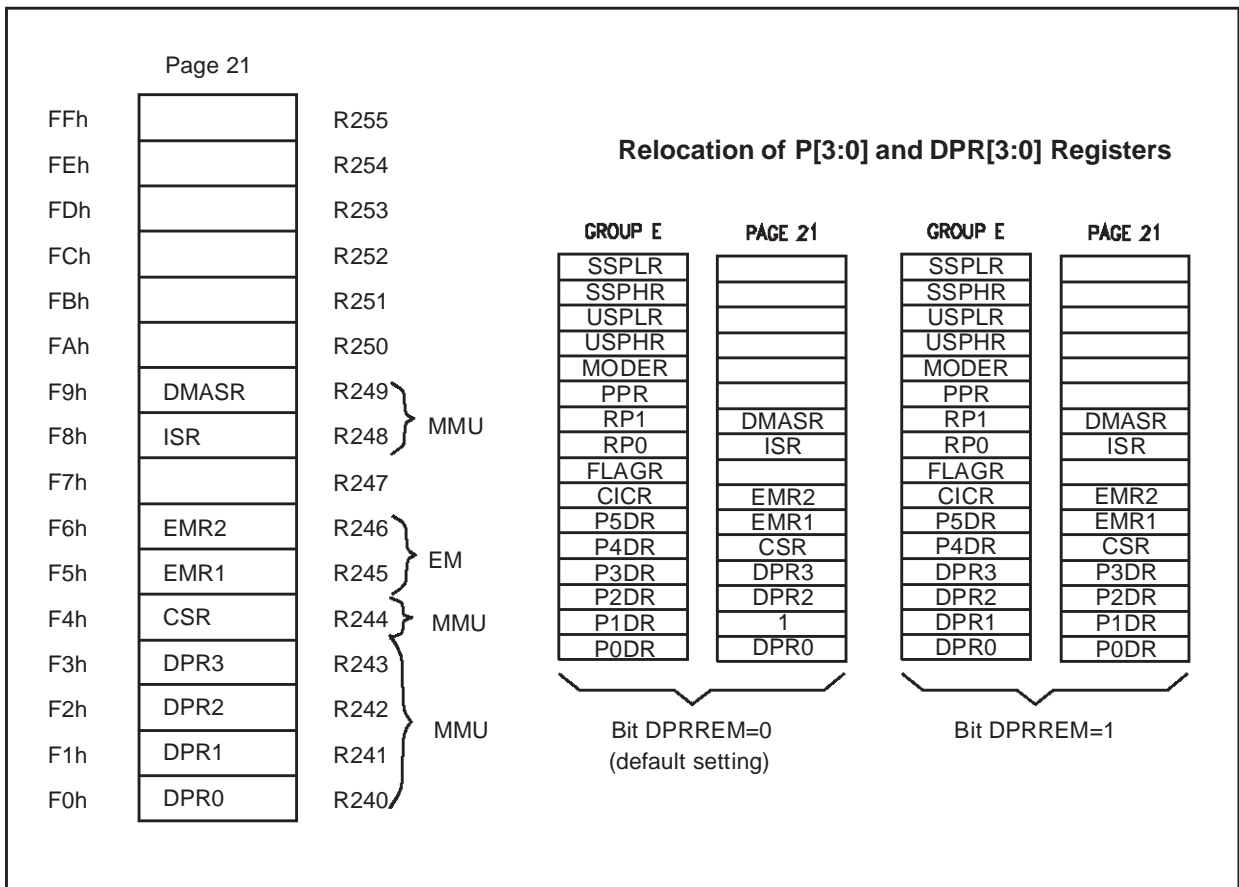 Page 21
FFh R255
FEh R254
FDh R253
FCh R252
FBh R251
FAh R250
F9h DMASR R249
F8h ISR R248
MMU
F7h R247
F6h EMR2 R246
F5h EMR1 R245
EM
F4h CSR R244 MMU
F3h DPR3 R243
F2h DPR2 R242
MMU
F1h DPR1 R241
F0h DPR0 R240
Relocation of P[3:0] and DPR[3:0] Registers
GROUP E PAGE 21 GROUP E PAGE 21
SSPLR SSPLR
SSPHR SSPHR
USPLR USPLR
USPHR USPHR
MODER MODER
PPR PPR
RP1 DMASR RP1 DMASR
RP0 ISR RP0 ISR
FLAGR FLAGR
CICR EMR2 CICR EMR2
P5DR EMR1 P5DR EMR1
P4DR CSR P4DR CSR
P3DR DPR3 DPR3 P3DR
P2DR DPR2 DPR2 P2DR
P1DR 1 DPR1 P1DR
P0DR DPR0 DPR0 P0DR
Bit DPRREM=0 Bit DPRREM=1
(default setting)